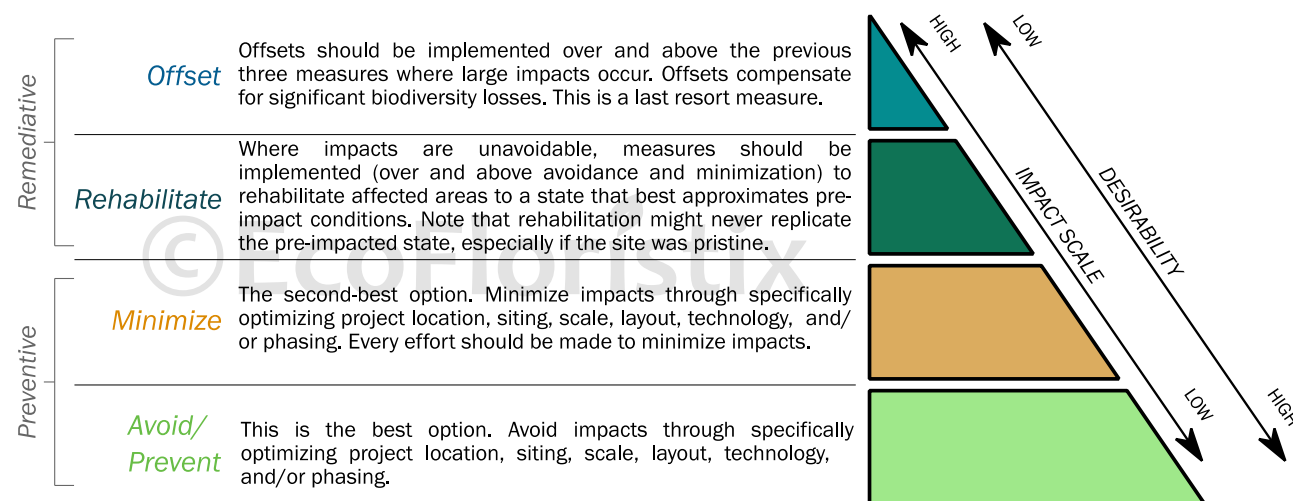 Remediative
Offset
Offsets should be implemented over and above the previous
three measures where large impacts occur. Offsets compensate
for significant biodiversity losses. This is a last resort measure.
Rehabilitate
Where impacts are unavoidable, measures should be
implemented (over and above avoidance and minimization) to
rehabilitate affected areas to a state that best approximates pre-
impact conditions. Note that rehabilitation might never replicate
the pre-impacted state, especially if the site was pristine.
©EcoFloristix
Preventive
Minimize
The second-best option. Minimize impacts through specifically
optimizing project location, siting, scale, layout, technology, and/
or phasing. Every effort should be made to minimize impacts.
Avoid/
Prevent
This is the best option. Avoid impacts through specifically
optimizing project location, siting, scale, layout, technology,
and/or phasing.
HIGH
IMPACT SCALE
LOW
LOW
DESIRABILITY
HIGH